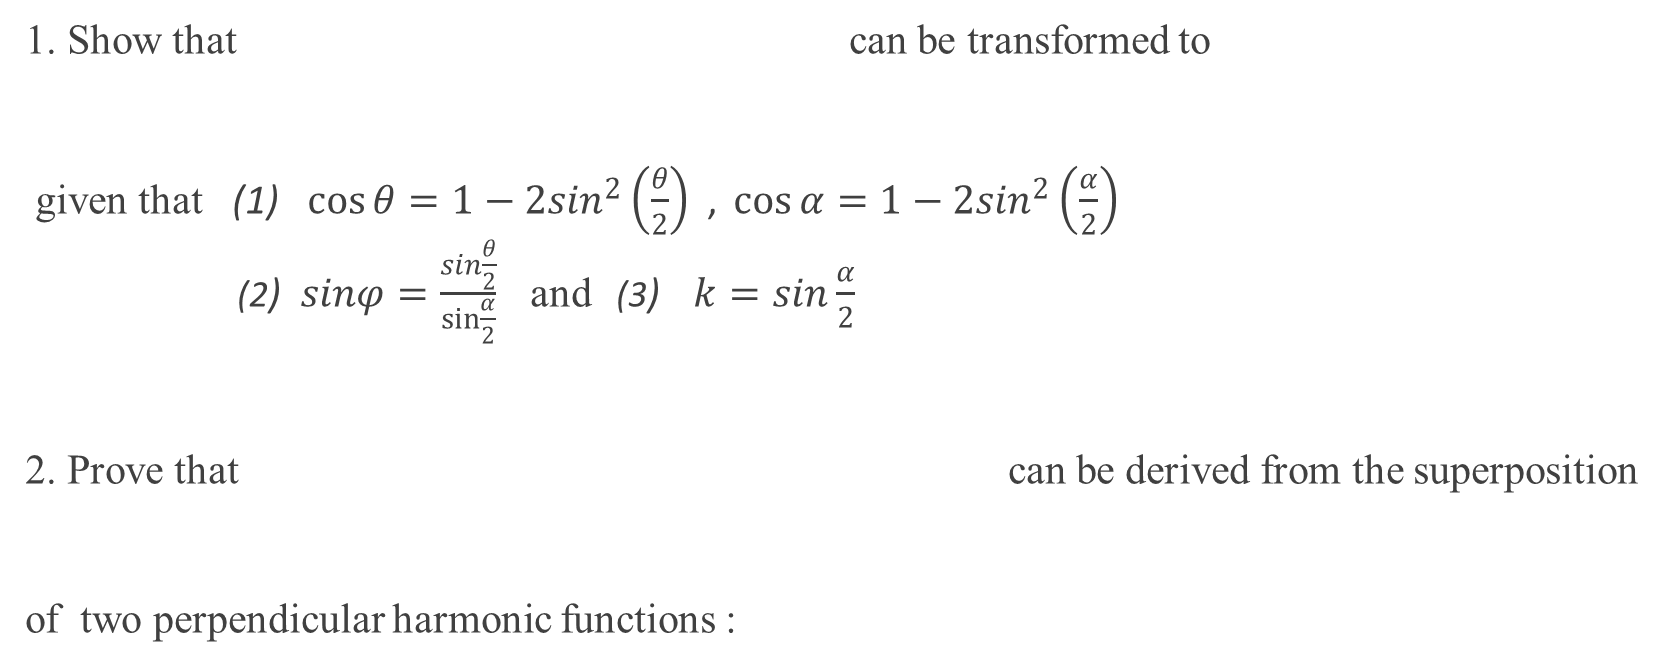 1. Show that can be transformed to
given that (1) cos θ = 1 − 2sin² (θ/2) , cos α = 1 − 2sin² (α/2)
(2) sinφ = sin θ/2 / sin α/2 and (3) k = sin α/2
2. Prove that can be derived from the superposition
of two perpendicular harmonic functions :